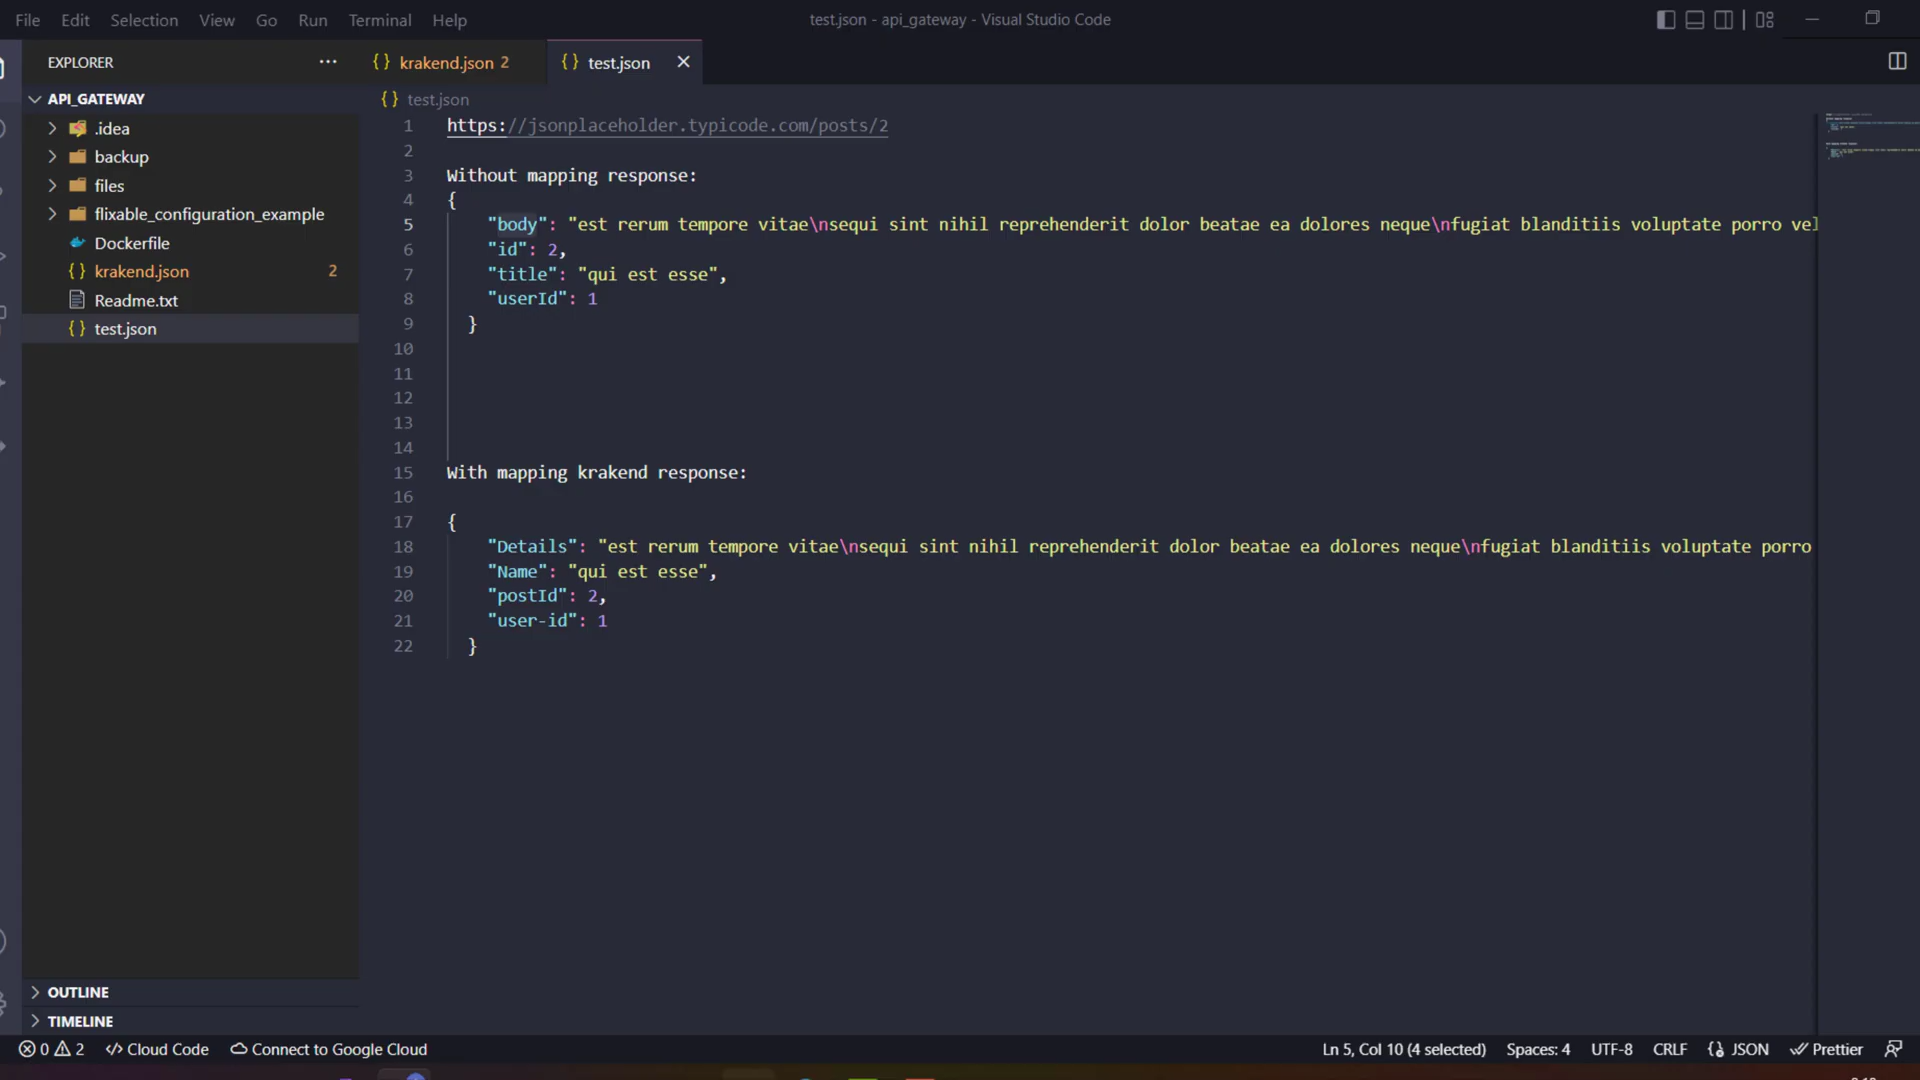 File Edit Selection View Go Run Terminal Help
test.json - api_gateway - Visual Studio Code
EXPLORER
API_GATEWAY
.idea
backup
files
flixable_configuration_example
Dockerfile
krakend.json 2
Readme.txt
test.json
OUTLINE
TIMELINE
{} krakend.json 2
{} test.json
{} test.json
1 https://jsonplaceholder.typicode.com/posts/2
2
3 Without mapping response:
4 {
5 "body": "est rerum tempore vitae\nsequi sint nihil reprehenderit dolor beatae ea dolores neque\nfugiat blanditiis voluptate porro vel
6 "id": 2,
7 "title": "qui est esse",
8 "userId": 1
9 }
10
11
12
13
14
15 With mapping krakend response:
16
17 {
18 "Details": "est rerum tempore vitae\nsequi sint nihil reprehenderit dolor beatae ea dolores neque\nfugiat blanditiis voluptate porro
19 "Name": "qui est esse",
20 "postId": 2,
21 "user-id": 1
22 }
0 2 Cloud Code Connect to Google Cloud
Ln 5, Col 10 (4 selected) Spaces: 4 UTF-8 CRLF {} JSON Prettier